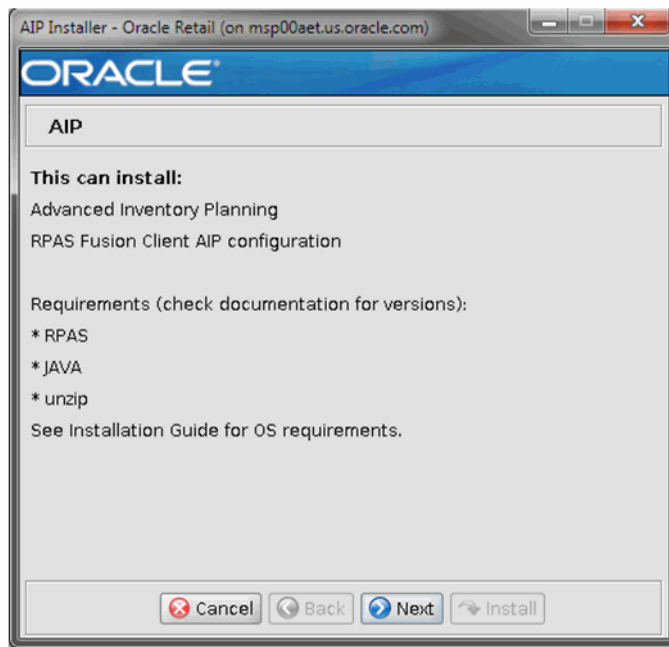 AIP Installer - Oracle Retail (on msp00aet.us.oracle.com)
ORACLE®
AIP
This can install:
Advanced Inventory Planning
RPAS Fusion Client AIP configuration
Requirements (check documentation for versions):
* RPAS
* JAVA
* unzip
See Installation Guide for OS requirements.
Cancel Back Next Install